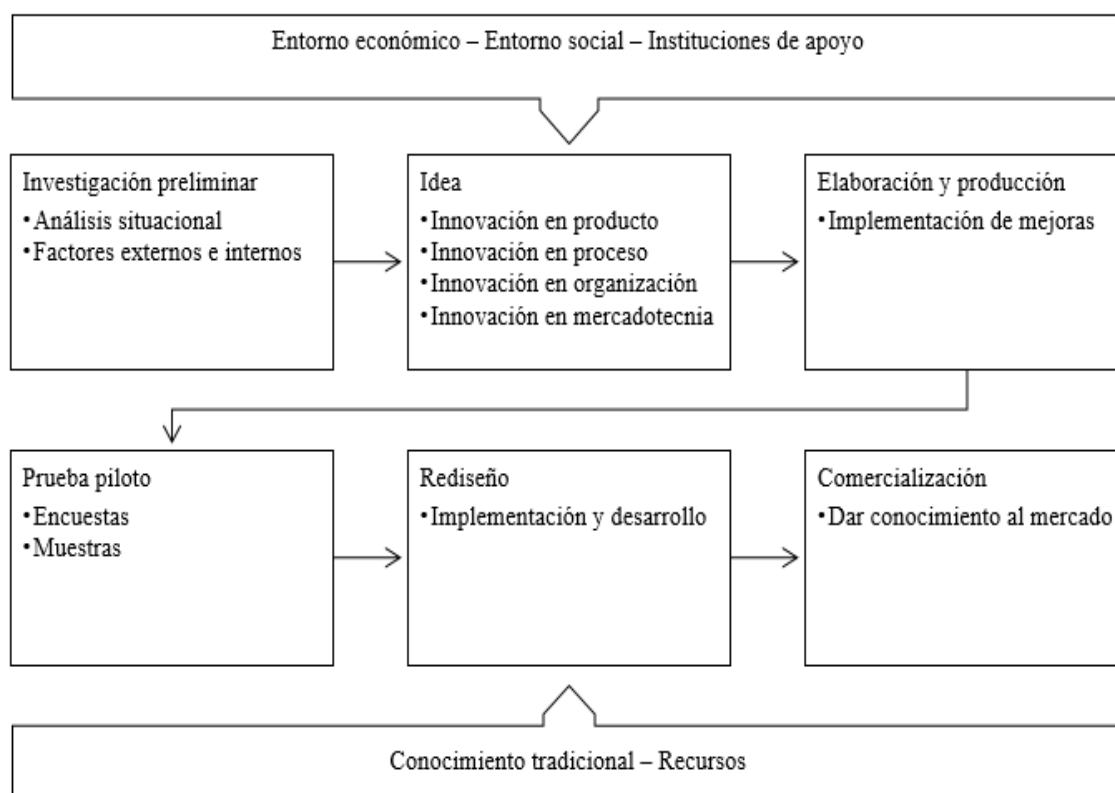 Entorno económico – Entorno social – Instituciones de apoyo
Investigación preliminar
•Análisis situacional
•Factores externos e internos
Idea
•Innovación en producto
•Innovación en proceso
•Innovación en organización
•Innovación en mercadotecnia
Elaboración y producción
•Implementación de mejoras
Prueba piloto
•Encuestas
•Muestras
Rediseño
•Implementación y desarrollo
Comercialización
•Dar conocimiento al mercado
Conocimiento tradicional – Recursos